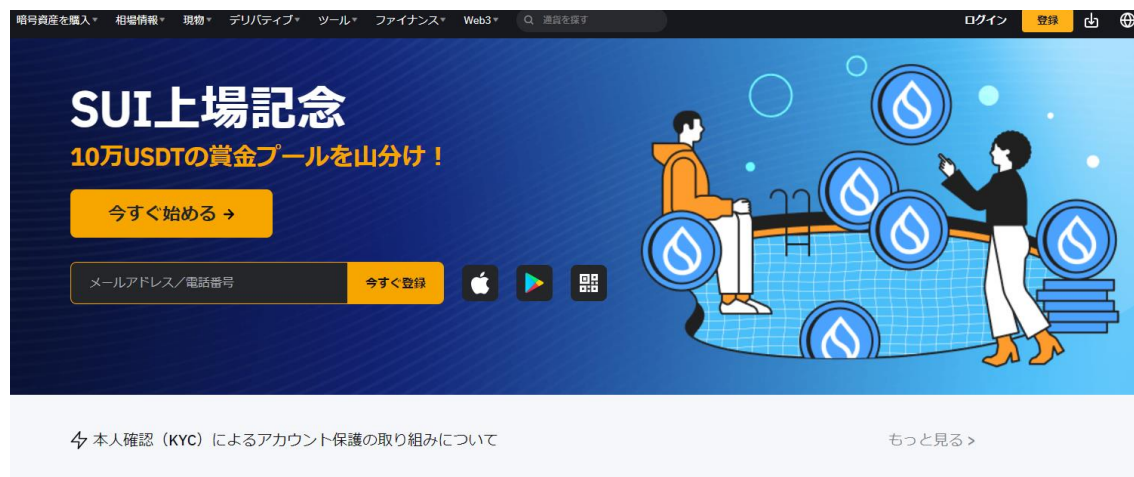 暗号資産を購入 相場情報 現物 デリバティブ ツール ファイナンス Web3 通貨を探す ログイン 登録
SUI上場記念
10万USDTの賞金プールを山分け！
今すぐ始める →
メールアドレス／電話番号 今すぐ登録
本人確認（KYC）によるアカウント保護の取り組みについて もっと見る >